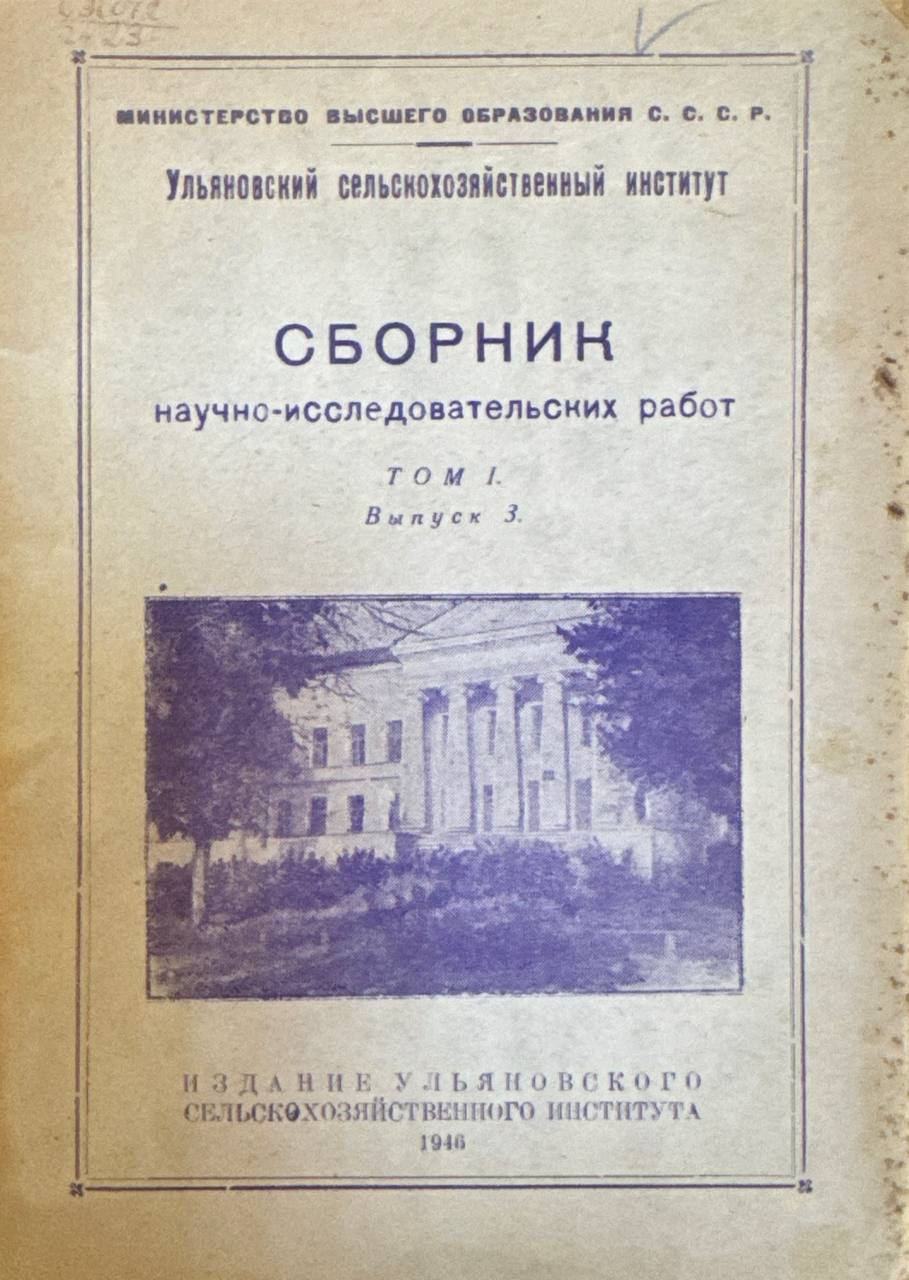 МИНИСТЕРСТВО ВЫСШЕГО ОБРАЗОВАНИЯ С. С. С. Р.
Ульяновский сельскохозяйственный институт
СБОРНИК
научно-исследовательских работ
ТОМ I.
Выпуск 3.
ИЗДАНИЕ УЛЬЯНОВСКОГО
СЕЛЬСКОХОЗЯЙСТВЕННОГО ИНСТИТУТА
1946